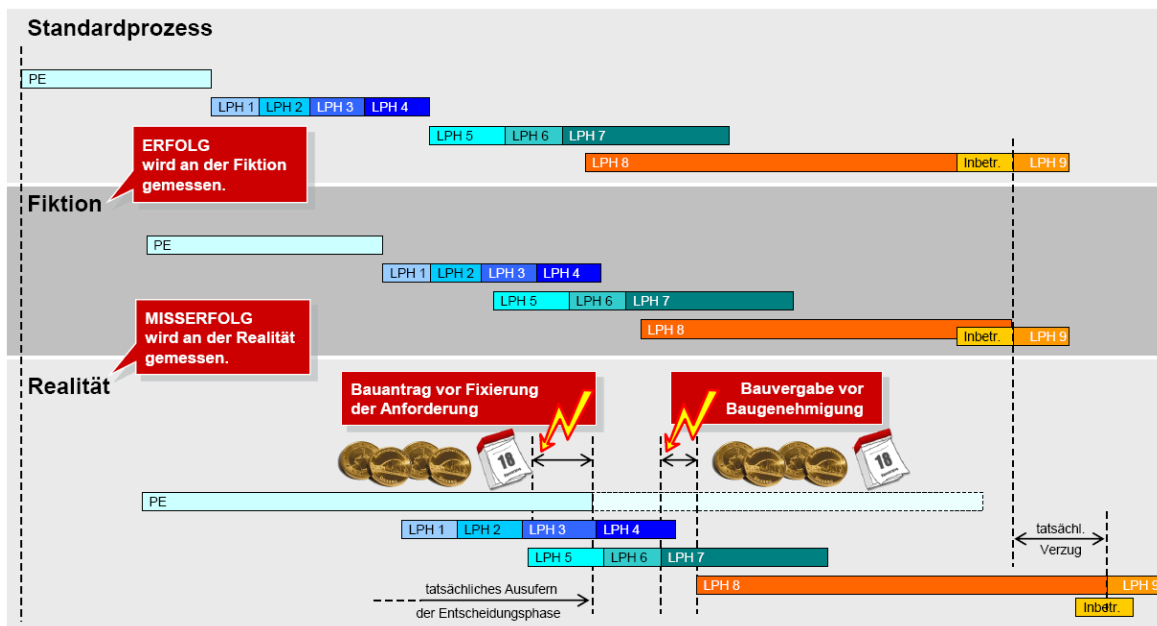 Standardprozess
PE
LPH 1 LPH 2 LPH 3 LPH 4
LPH 5 LPH 6 LPH 7
LPH 8 Inbetr. LPH 9
ERFOLG
wird an der Fiktion
gemessen.
Fiktion
PE
LPH 1 LPH 2 LPH 3 LPH 4
LPH 5 LPH 6 LPH 7
LPH 8 Inbetr. LPH 9
MISSERFOLG
wird an der Realität
gemessen.
Realität
Bauantrag vor Fixierung
der Anforderung
Bauvergabe vor
Baugenehmigung
18
18
PE
LPH 1 LPH 2 LPH 3 LPH 4
LPH 5 LPH 6 LPH 7
tatsächl.
Verzug
LPH 8 LPH 9
Inbetr.
tatsächliches Ausufern
der Entscheidungsphase